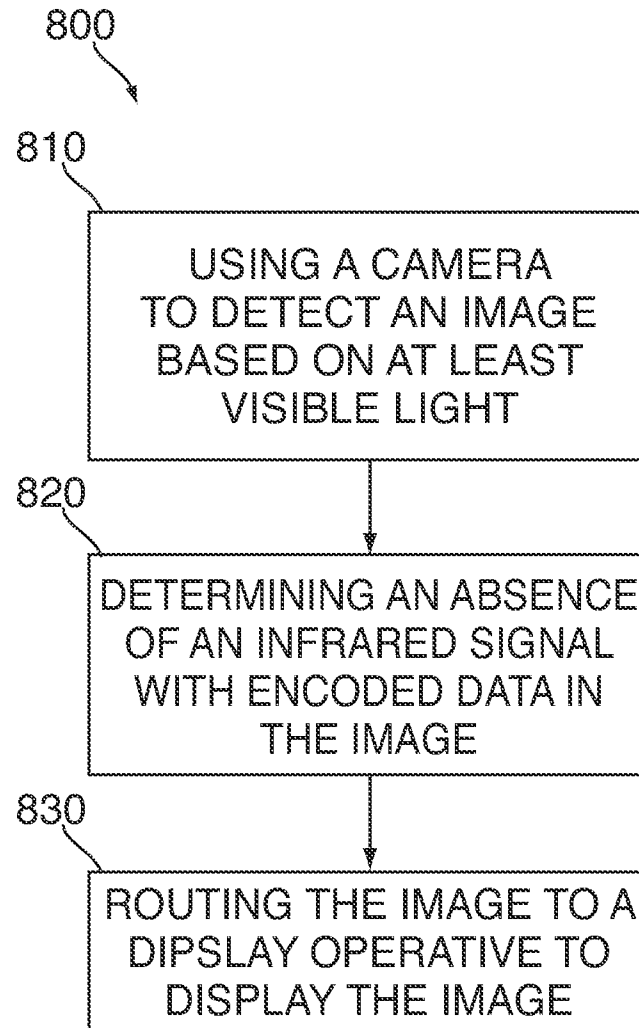 800
810
USING A CAMERA
TO DETECT AN IMAGE
BASED ON AT LEAST
VISIBLE LIGHT
820
DETERMINING AN ABSENCE
OF AN INFRARED SIGNAL
WITH ENCODED DATA IN
THE IMAGE
830
ROUTING THE IMAGE TO A
DIPSLAY OPERATIVE TO
DISPLAY THE IMAGE